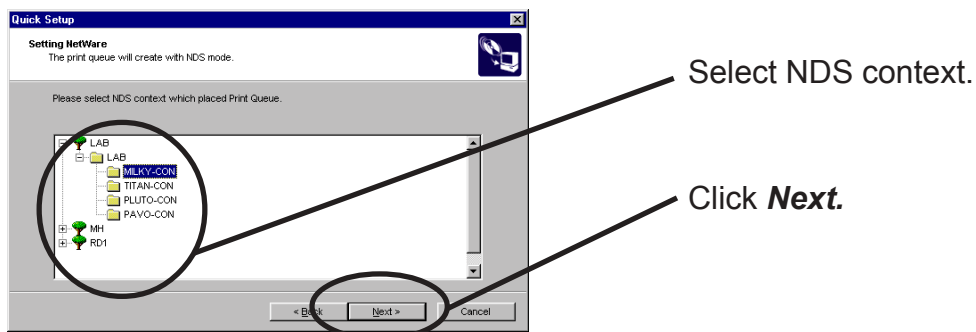 Quick Setup
Setting NetWare
The print queue will create with NDS mode.
Please select NDS context which placed Print Queue.
LAB
LAB
MILKY-CON
TITAN-CON
PLUTO-CON
PAVO-CON
MH
RD1
< Back
Next >
Cancel
Select NDS context.
Click Next.